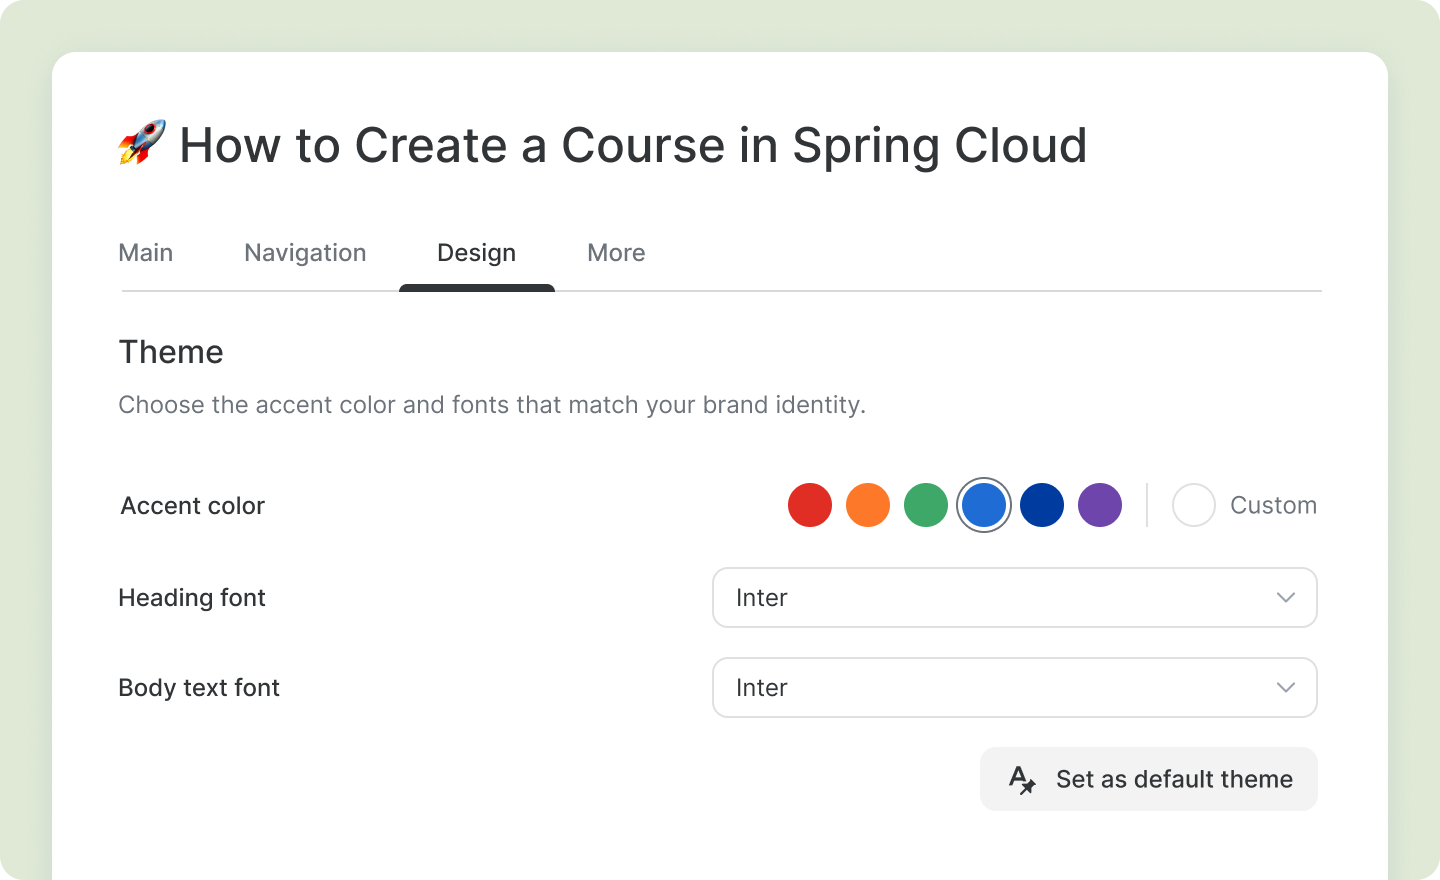 🚀 How to Create a Course in Spring Cloud
Main Navigation Design More
Theme
Choose the accent color and fonts that match your brand identity.
Accent color Custom
Heading font Inter
Body text font Inter
Set as default theme